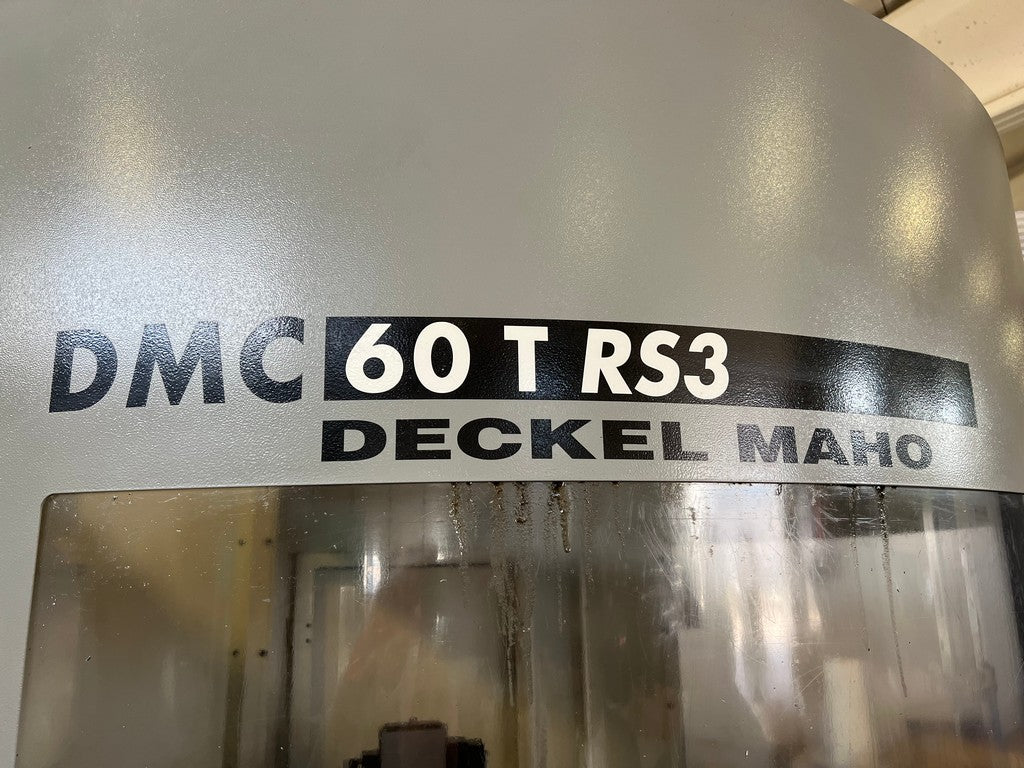 DMC 60 T RS3
DECKEL MAHO